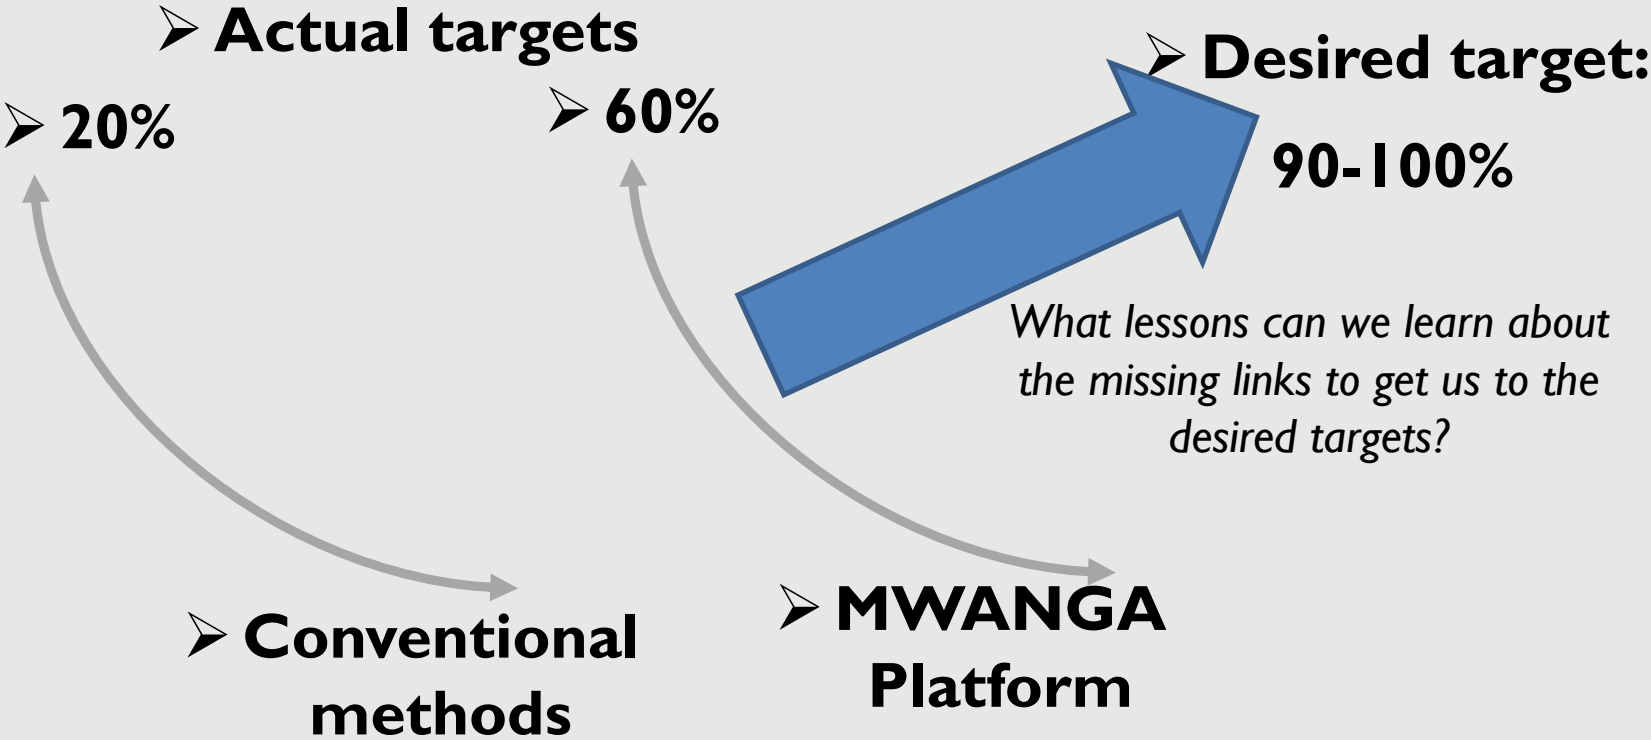 ➢ Actual targets
➢ 20%
➢ 60%
➢ Desired target:
90-100%
What lessons can we learn about
the missing links to get us to the
desired targets?
➢ Conventional
methods
➢ MWANGA
Platform